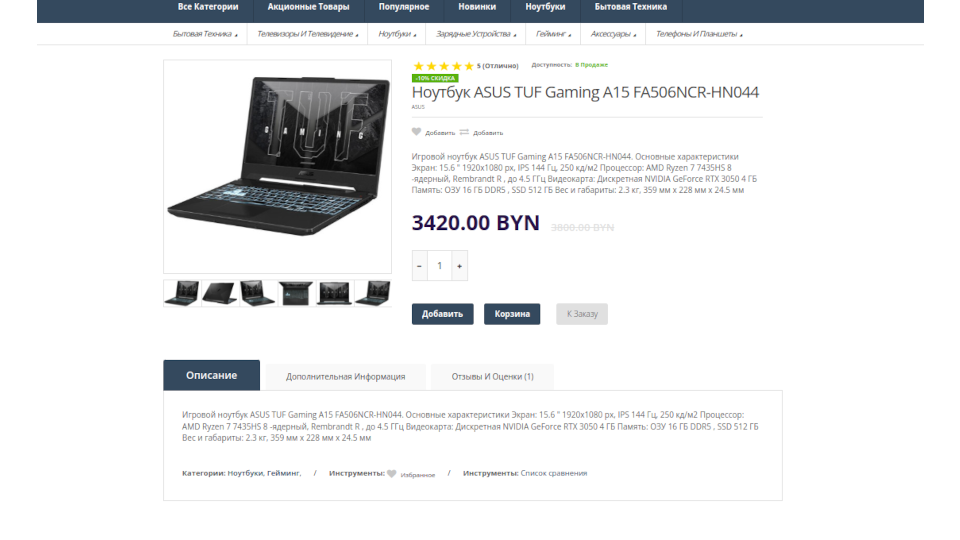 Все Категории Акционные Товары Популярное Новинки Ноутбуки Бытовая Техника
Бытовая Техника Телевизоры И Телевидение Ноутбуки Зарядные Устройства Гейминг Аксессуары Телефоны И Планшеты
5 (Отлично) Доступность: В Продаже
-10% СКИДКА
Ноутбук ASUS TUF Gaming A15 FA506NCR-HN044
ASUS
Добавить Добавить
Игровой ноутбук ASUS TUF Gaming A15 FA506NCR-HN044. Основные характеристики
Экран: 15.6 " 1920x1080 px, IPS 144 Гц, 250 кд/м2 Процессор: AMD Ryzen 7 7435HS 8
-ядерный, Rembrandt R , до 4.5 ГГц Видеокарта: Дискретная NVIDIA GeForce RTX 3050 4 ГБ
Память: ОЗУ 16 ГБ DDR5 , SSD 512 ГБ Вес и габариты: 2.3 кг, 359 мм x 228 мм x 24.5 мм
3420.00 BYN 3800.00 BYN
- 1 +
Добавить Корзина К Заказу
TUF
GAMING
Описание Дополнительная Информация Отзывы И Оценки (1)
Игровой ноутбук ASUS TUF Gaming A15 FA506NCR-HN044. Основные характеристики Экран: 15.6 " 1920x1080 px, IPS 144 Гц, 250 кд/м2 Процессор:
AMD Ryzen 7 7435HS 8 -ядерный, Rembrandt R , до 4.5 ГГц Видеокарта: Дискретная NVIDIA GeForce RTX 3050 4 ГБ Память: ОЗУ 16 ГБ DDR5 , SSD 512 ГБ
Вес и габариты: 2.3 кг, 359 мм x 228 мм x 24.5 мм
Категории: Ноутбуки, Гейминг, / Инструменты: Избранное / Инструменты: Список сравнения